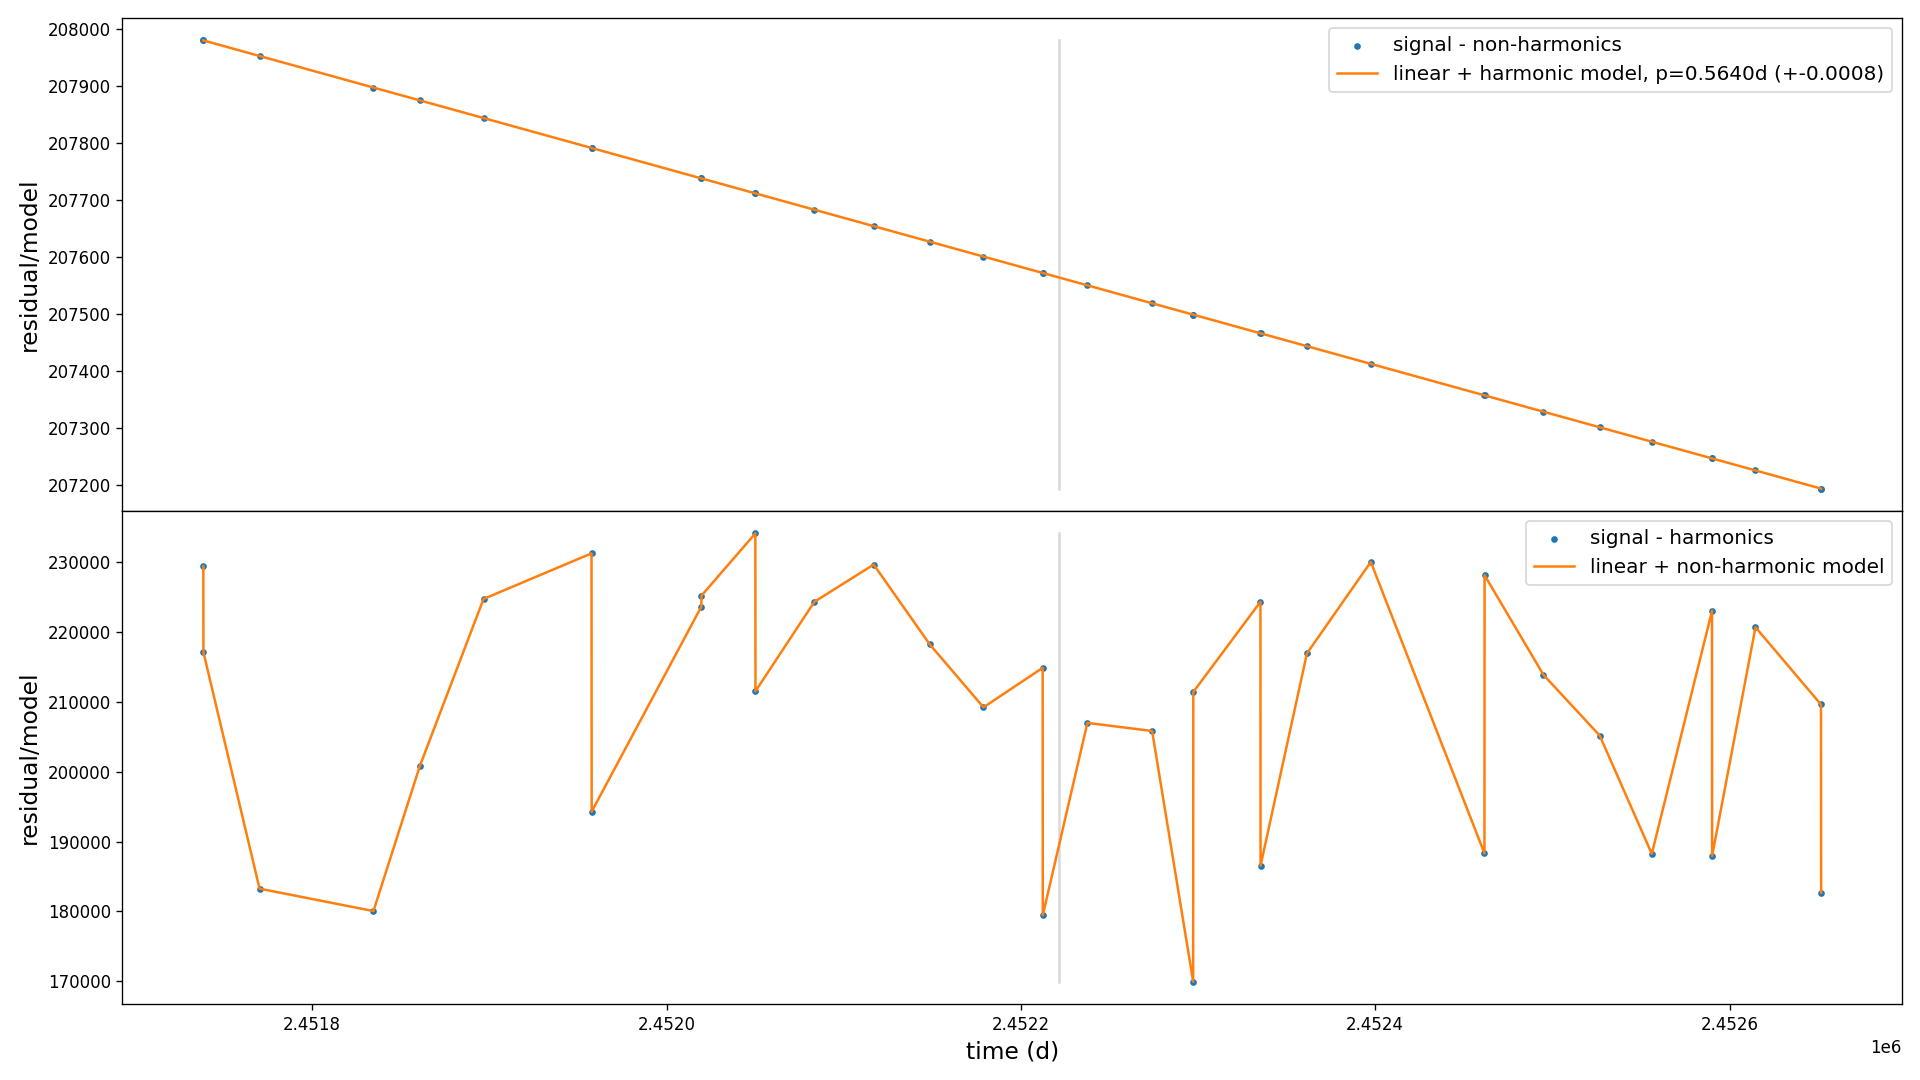 208000
207900
207800
207700
207600
207500
207400
207300
207200
residual/model
signal - non-harmonics
linear + harmonic model, p=0.5640d (+-0.0008)
230000
220000
210000
200000
190000
180000
170000
residual/model
signal - harmonics
linear + non-harmonic model
2.4518 2.4520 2.4522 2.4524 2.4526
1e6
time (d)